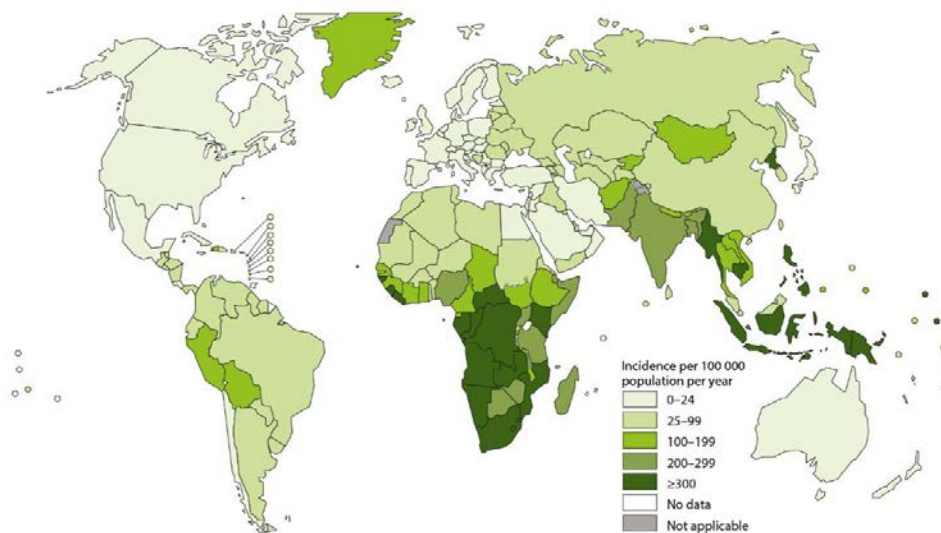 Incidence per 100 000
population per year
0–24
25–99
100–199
200–299
≥300
No data
Not applicable